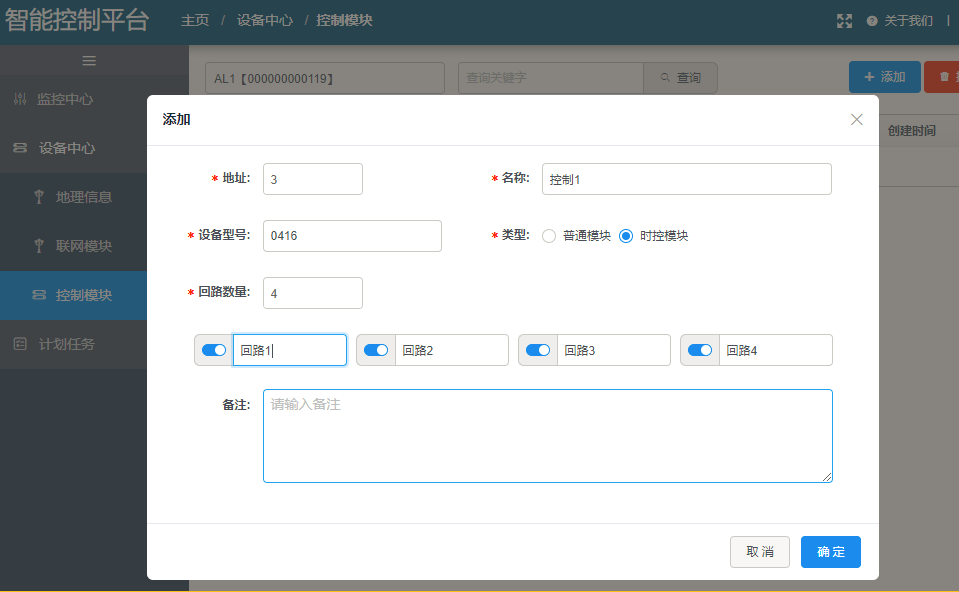 智能控制平台 主页 / 设备中心 / 控制模块 关于我们 |
AL1【000000000119】 查询关键字 查询 添加
监控中心
设备中心
地理信息
联网模块
控制模块
计划任务
创建时间
添加
* 地址: 3 * 名称: 控制1
* 设备型号: 0416 * 类型: 普通模块 时控模块
* 回路数量: 4
回路1 回路2 回路3 回路4
备注: 请输入备注
取消 确定